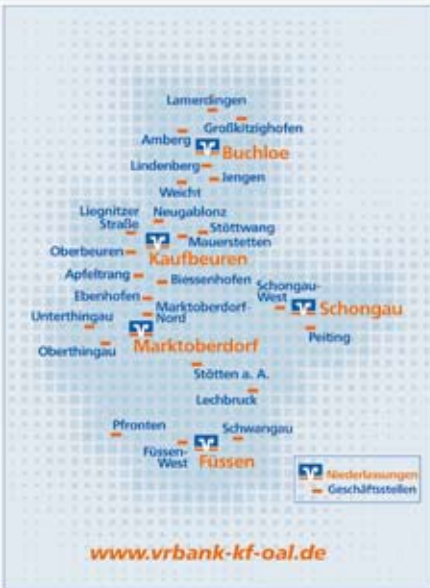 Lamerdingen
Großkitzighofen
Amberg
Buchloe
Lindenberg
Jengen
Weicht
Liegnitzer
Straße
Neugablonz
Stöttwang
Mauerstetten
Oberbeuren
Kaufbeuren
Apfeltrang
Biessenhofen
Ebenhofen
Schongau-
West
Schongau
Marktoberdorf-
Nord
Unterthingau
Peiting
Oberthingau
Marktoberdorf
Stötten a. A.
Lechbruck
Pfronten
Schwangau
Füssen-
West
Füssen
Niederlassungen
Geschäftsstellen
www.vrbank-kf-oal.de